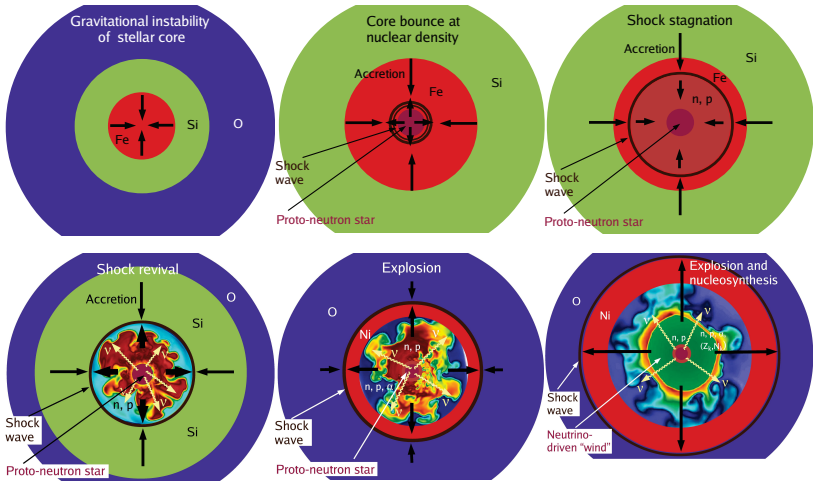 Gravitational instability
of stellar core
Fe
Si
O
Core bounce at
nuclear density
Accretion
Fe
Si
Shock
wave
Proto-neutron star
Shock stagnation
Accretion
Fe
Si
n, p
Shock
wave
Proto-neutron star
Shock revival
O
Accretion
Si
ν
ν
ν
n, p
Si
Shock
wave
Proto-neutron star
Explosion
O
Ni
n, p
ν
ν
n, p, α
ν
ν
Shock
wave
Proto-neutron star
Explosion and
nucleosynthesis
O
Ni
ν
ν
n, p
n, p, α
ν
ν
Shock
wave
Neutrino-
driven "wind"